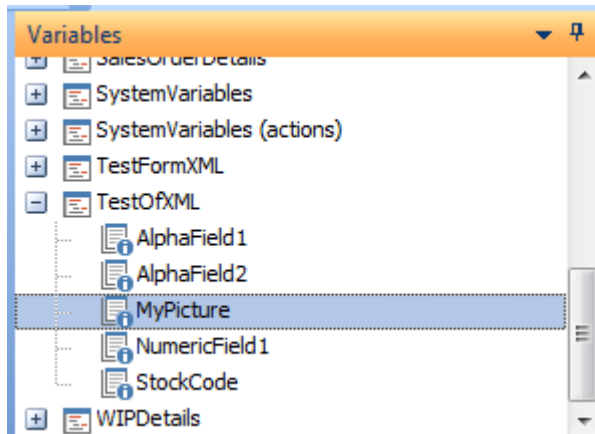 Variables
SalesOrderDetails
SystemVariables
SystemVariables (actions)
TestFormXML
TestOfXML
AlphaField1
AlphaField2
MyPicture
NumericField1
StockCode
WIPDetails